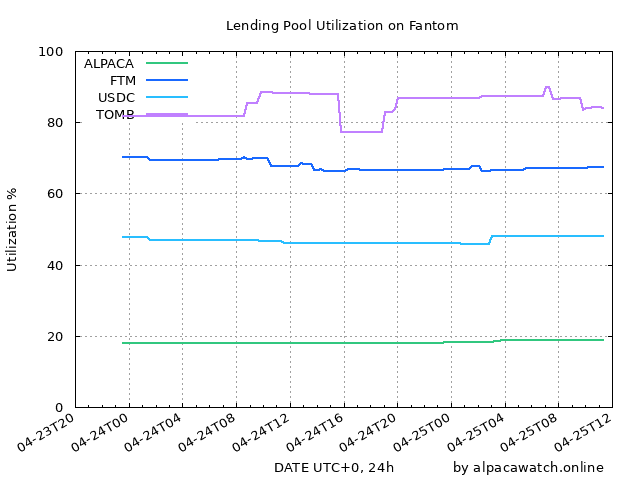 Lending Pool Utilization on Fantom
100
80
60
40
20
0
Utilization %
ALPACA
FTM
USDC
TOMB
04-23T20
04-24T00
04-24T04
04-24T08
04-24T12
04-24T16
04-24T20
04-25T00
04-25T04
04-25T08
04-25T12
DATE UTC+0, 24h
by alpacawatch.online